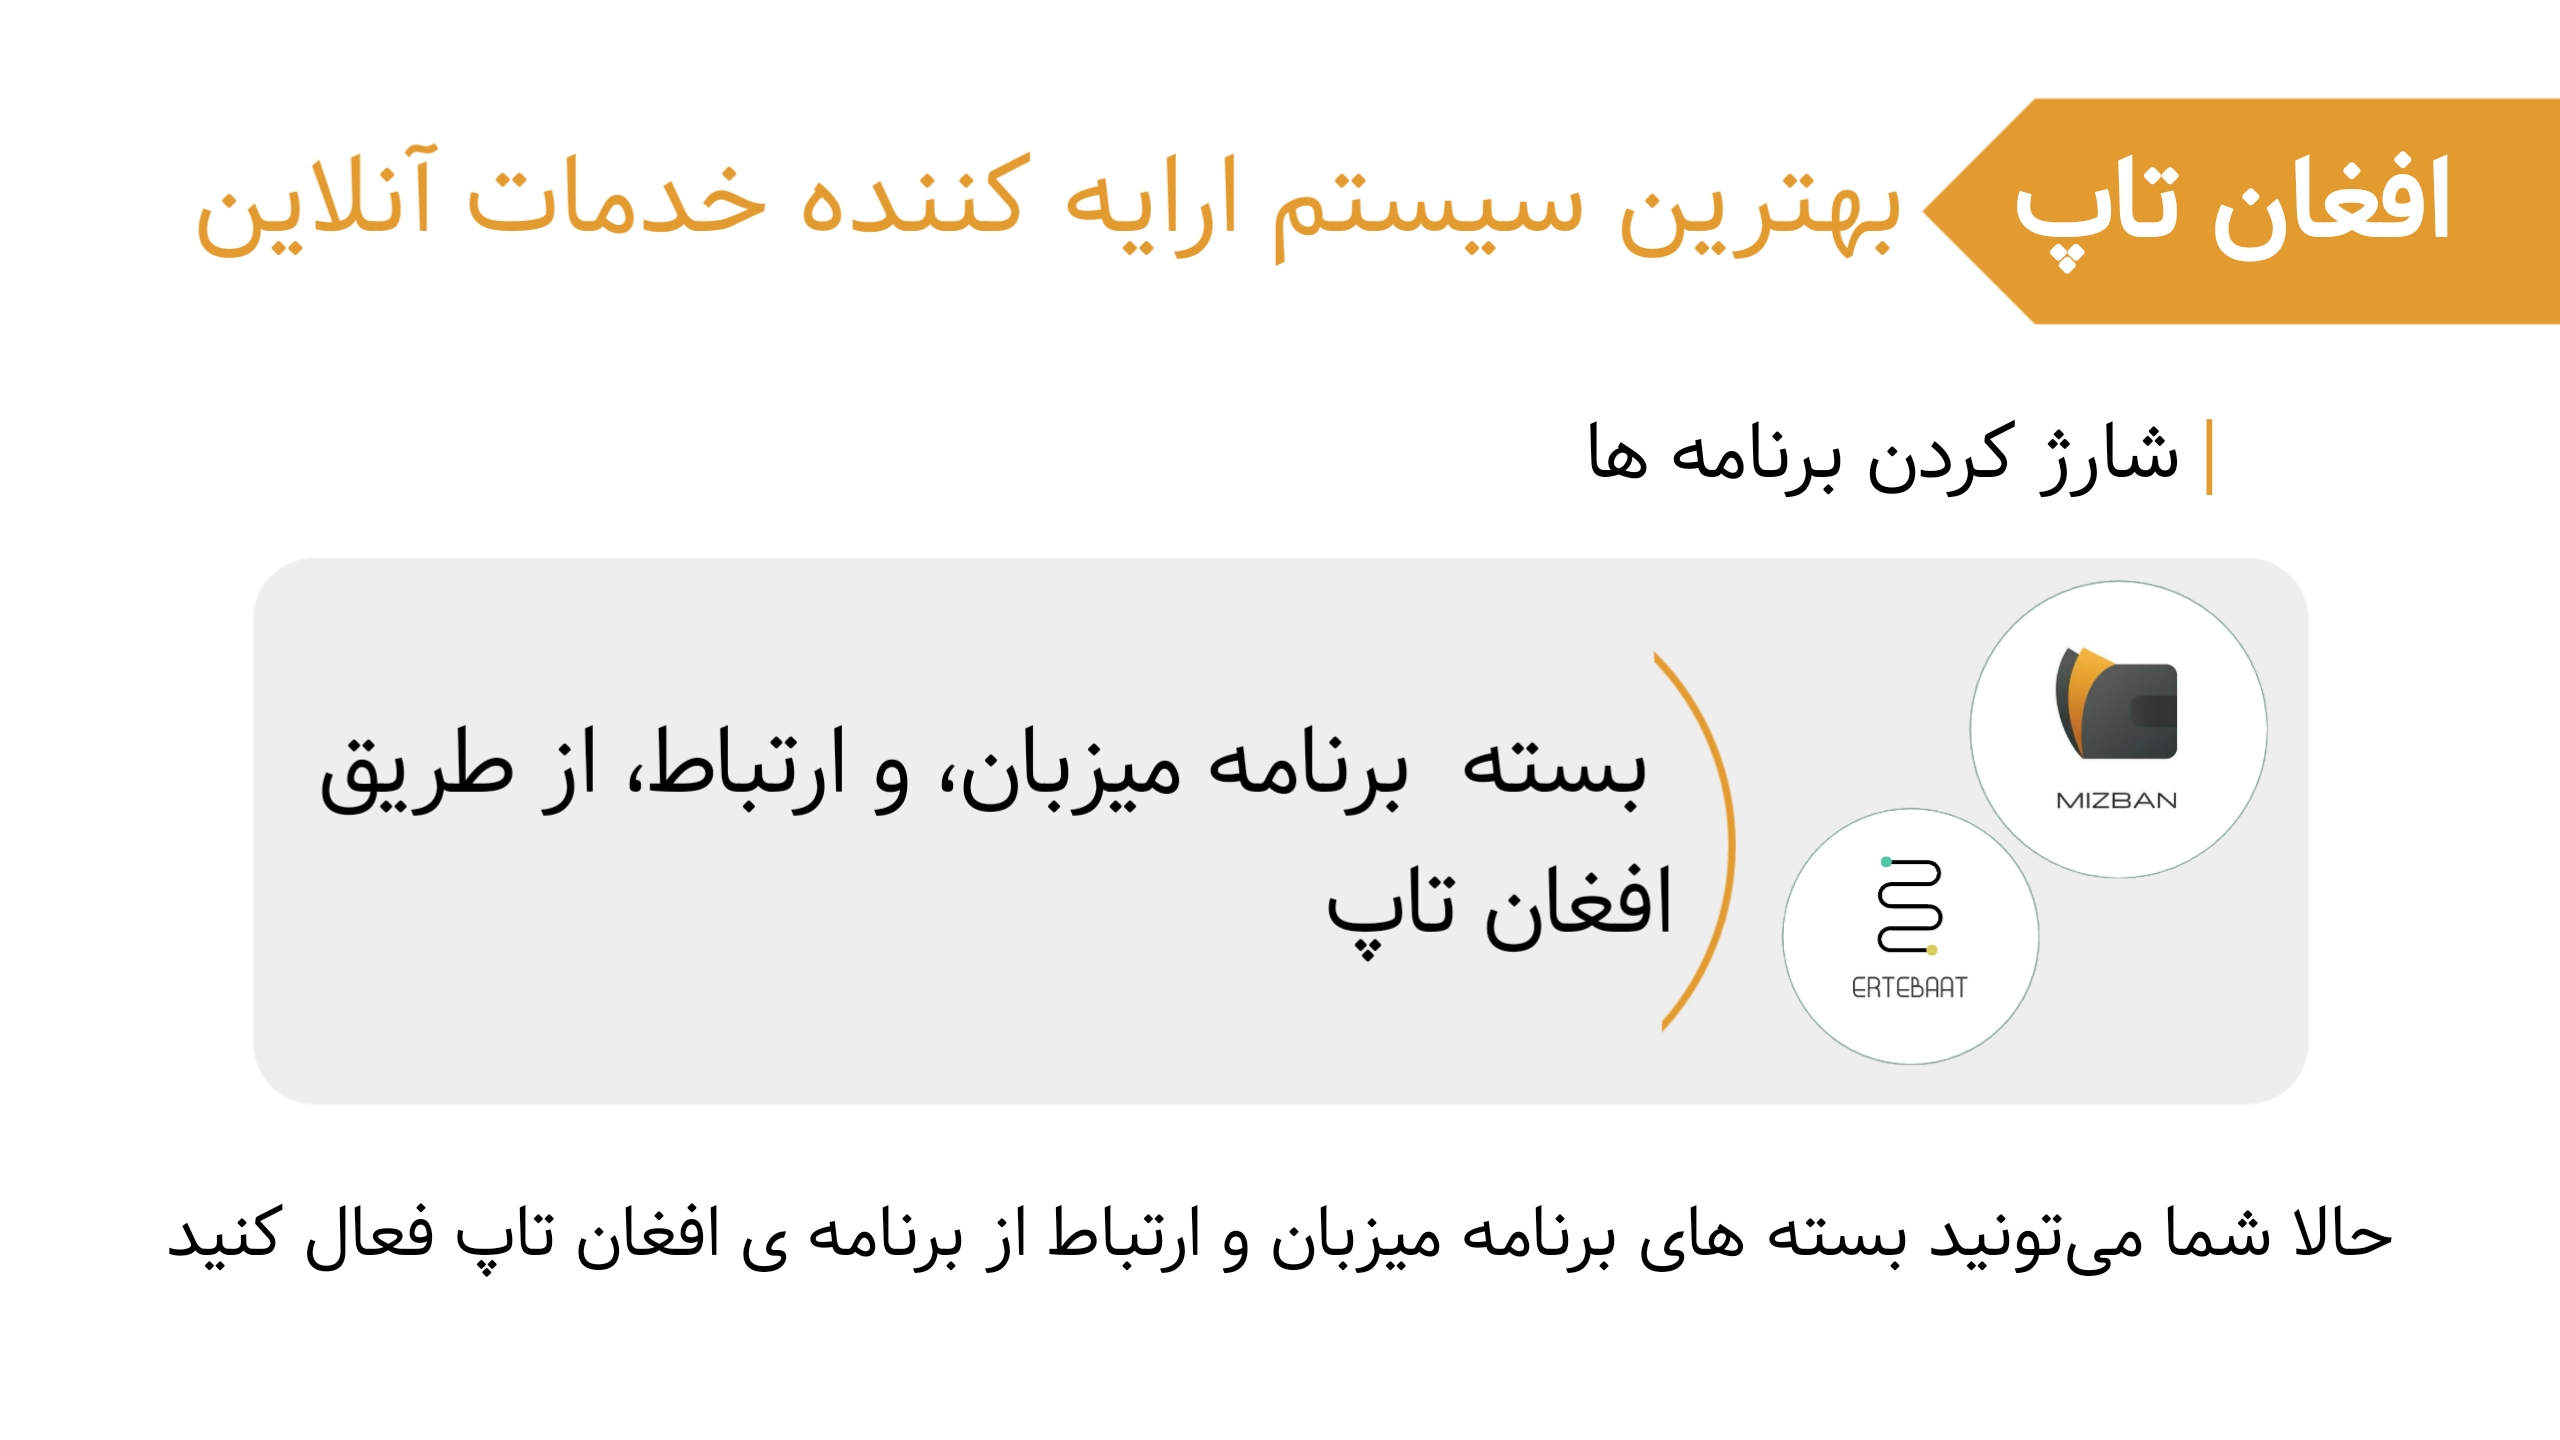 افغان تاپ
بهترین سیستم ارایه کننده خدمات آنلاین
شارژ کردن برنامه ها
MIZBAN
ERTEBAAT
بسته برنامه میزبان، و ارتباط، از طریق
افغان تاپ
حالا شما می‌تونید بسته های برنامه میزبان و ارتباط از برنامه ی افغان تاپ فعال کنید